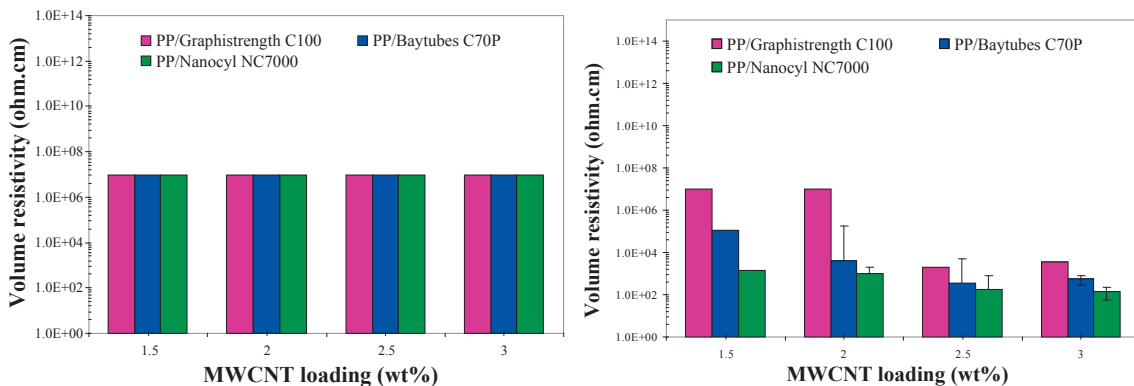 1.0E+14
1.0E+12
1.0E+10
1.0E+08
1.0E+06
1.0E+04
1.0E+02
1.0E+00
Volume resistivity (ohm.cm)
PP/Graphistrength C100 PP/Baytubes C70P
PP/Nanocyl NC7000
1.5 2 2.5 3
MWCNT loading (wt%)
1.0E+14
1.0E+12
1.0E+10
1.0E+08
1.0E+06
1.0E+04
1.0E+02
1.0E+00
Volume resistivity (ohm.cm)
PP/Graphistrength C100 PP/Baytubes C70P
PP/Nanocyl NC7000
1.5 2 2.5 3
MWCNT loading (wt%)